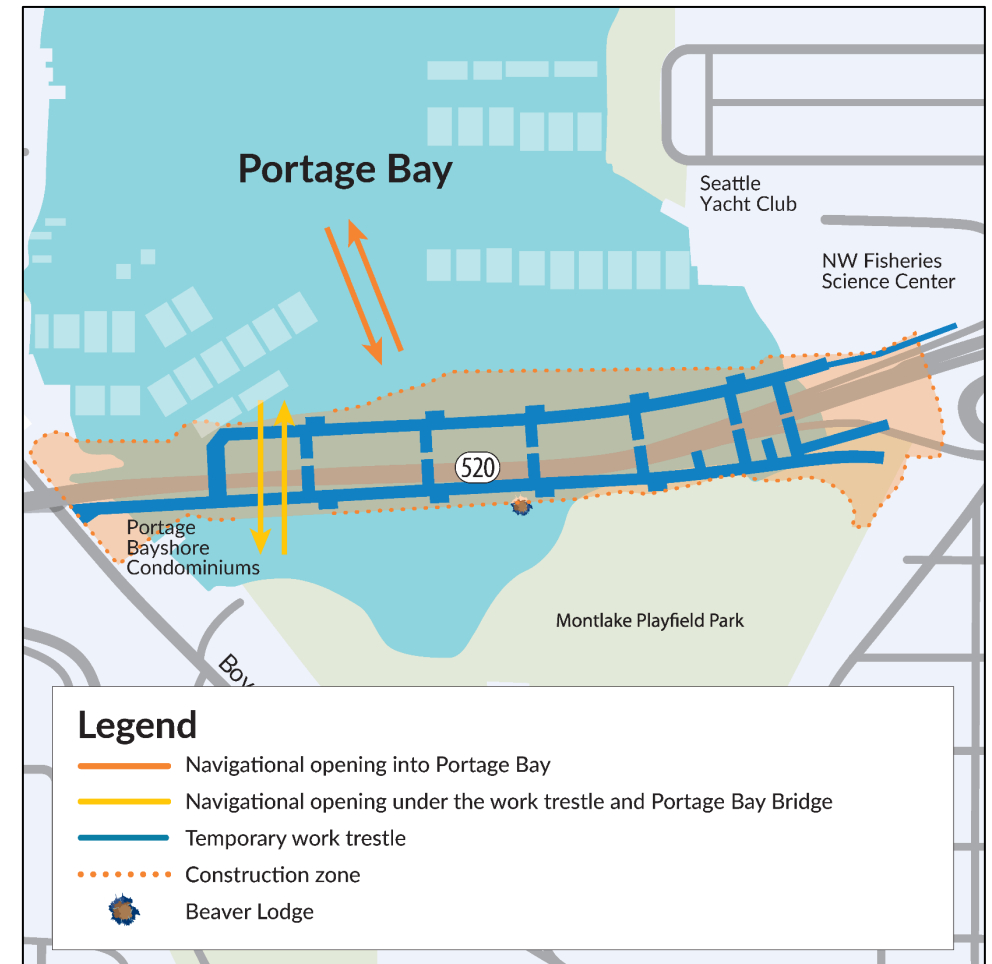 Portage Bay
Seattle
Yacht Club
NW Fisheries
Science Center
520
Portage
Bayshore
Condominiums
Montlake Playfield Park
Legend
Navigational opening into Portage Bay
Navigational opening under the work trestle and Portage Bay Bridge
Temporary work trestle
Construction zone
Beaver Lodge